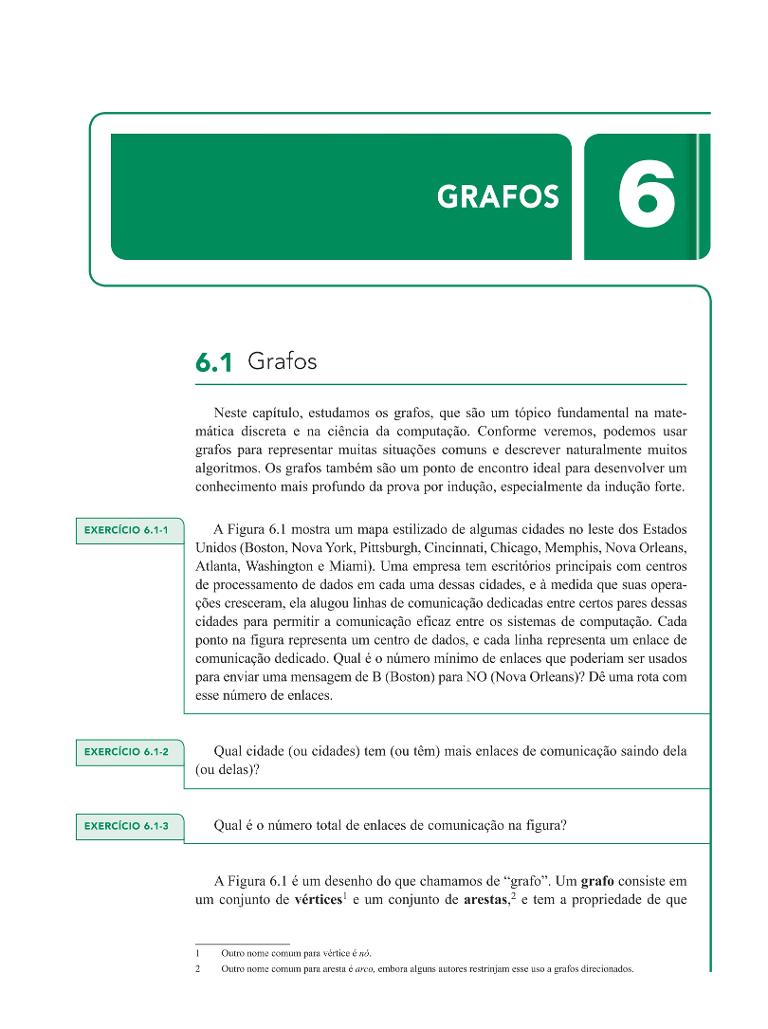 GRAFOS 6
6.1 Grafos
Neste capítulo, estudamos os grafos, que são um tópico fundamental na mate-
mática discreta e na ciência da computação. Conforme veremos, podemos usar
grafos para representar muitas situações comuns e descrever naturalmente muitos
algoritmos. Os grafos também são um ponto de encontro ideal para desenvolver um
conhecimento mais profundo da prova por indução, especialmente da indução forte.
EXERCÍCIO 6.1-1
A Figura 6.1 mostra um mapa estilizado de algumas cidades no leste dos Estados
Unidos (Boston, Nova York, Pittsburgh, Cincinnati, Chicago, Memphis, Nova Orleans,
Atlanta, Washington e Miami). Uma empresa tem escritórios principais com centros
de processamento de dados em cada uma dessas cidades, e à medida que suas opera-
ções cresceram, ela alugou linhas de comunicação dedicadas entre certos pares dessas
cidades para permitir a comunicação eficaz entre os sistemas de computação. Cada
ponto na figura representa um centro de dados, e cada linha representa um enlace de
comunicação dedicado. Qual é o número mínimo de enlaces que poderiam ser usados
para enviar uma mensagem de B (Boston) para NO (Nova Orleans)? Dê uma rota com
esse número de enlaces.
EXERCÍCIO 6.1-2
Qual cidade (ou cidades) tem (ou têm) mais enlaces de comunicação saindo dela
(ou delas)?
EXERCÍCIO 6.1-3
Qual é o número total de enlaces de comunicação na figura?
A Figura 6.1 é um desenho do que chamamos de “grafo”. Um grafo consiste em
um conjunto de vértices¹ e um conjunto de arestas,² e tem a propriedade de que
1 Outro nome comum para vértice é nó.
2 Outro nome comum para aresta é arco, embora alguns autores restrinjam esse uso a grafos direcionados.